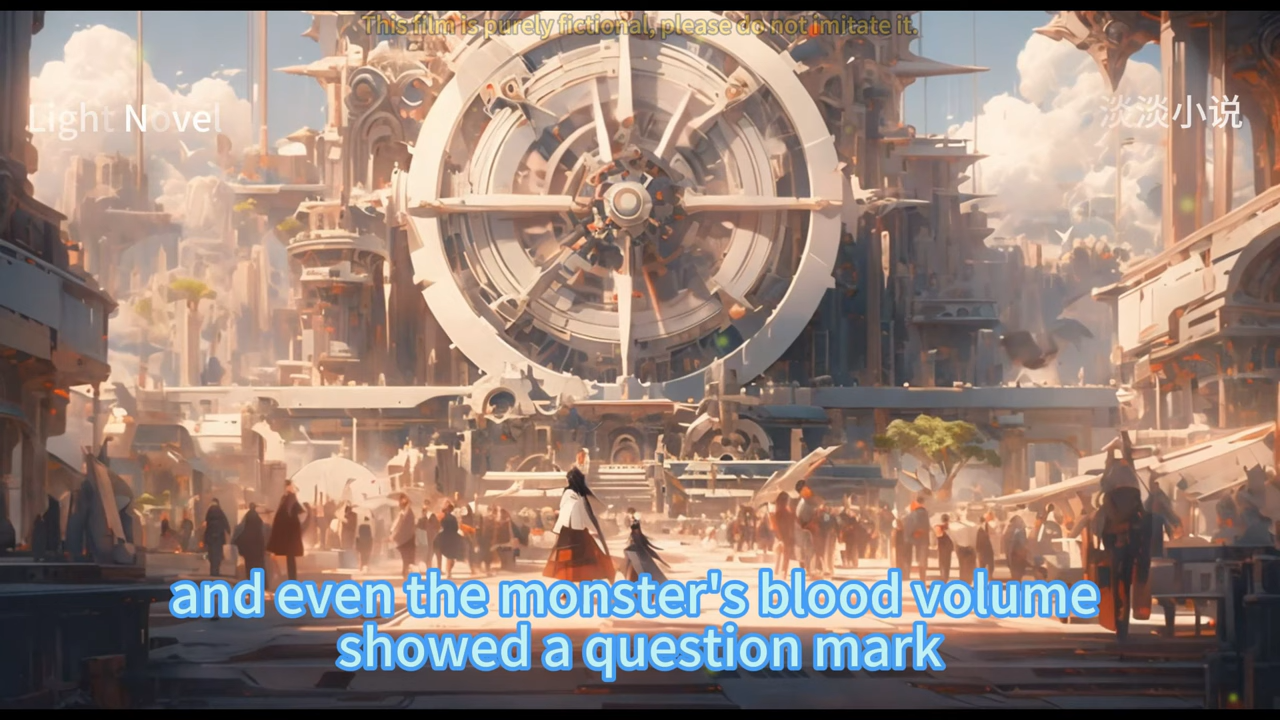 This film is purely fictional, please do not imitate it.
Light Novel
淡淡小说
and even the monster's blood volume
showed a question mark